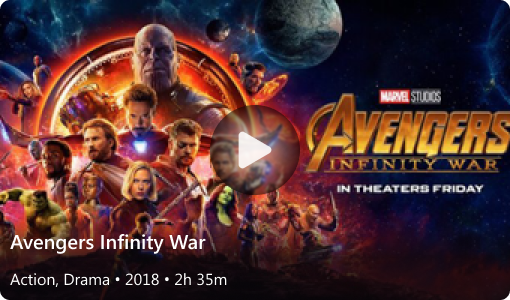 MARVEL STUDIOS
AVENGERS
INFINITY WAR
IN THEATERS FRIDAY
Avengers Infinity War
Action, Drama • 2018 • 2h 35m